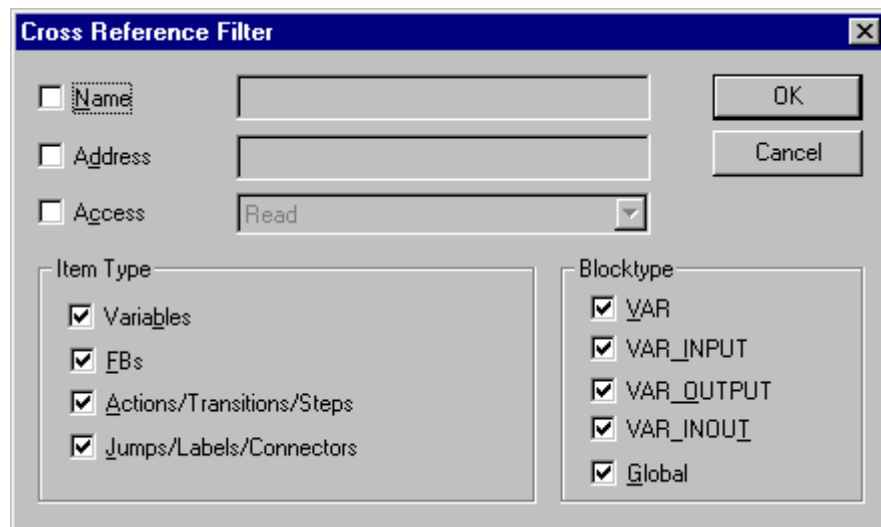 Cross Reference Filter
Name
OK
Address
Cancel
Access
Read
Item Type
Variables
FBs
Actions/Transitions/Steps
Jumps/Labels/Connectors
Blocktype
VAR
VAR_INPUT
VAR_OUTPUT
VAR_INOUT
Global